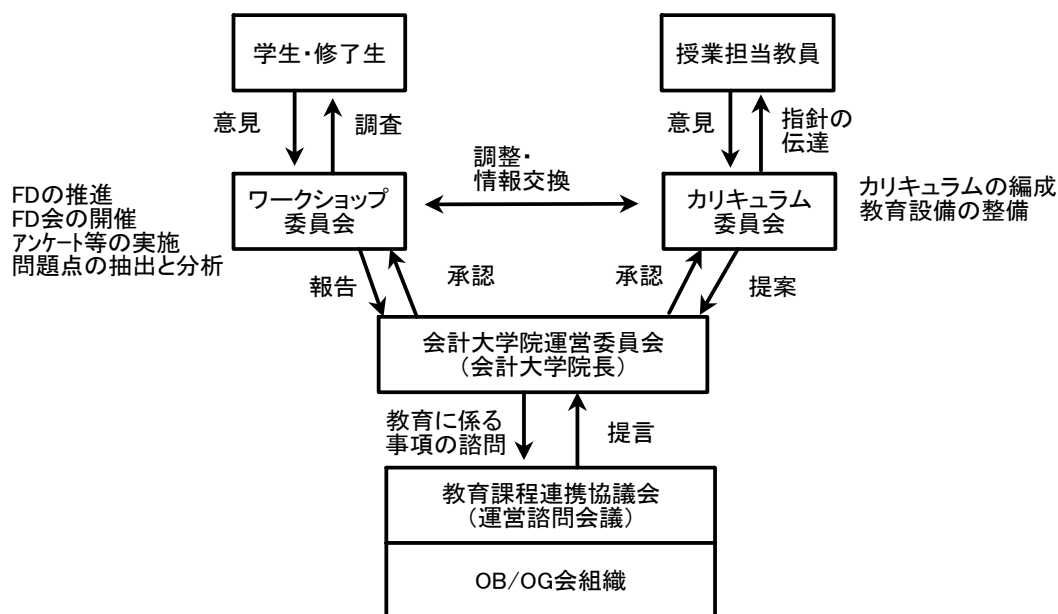 学生・修了生
授業担当教員
意見
調査
意見
指針の
伝達
調整・
情報交換
FDの推進
FD会の開催
アンケート等の実施
問題点の抽出と分析
ワークショップ
委員会
カリキュラム
委員会
カリキュラムの編成
教育設備の整備
報告
承認
承認
提案
会計大学院運営委員会
（会計大学院長）
教育に係る
事項の諮問
提言
教育課程連携協議会
（運営諮問会議）
OB/OG会組織